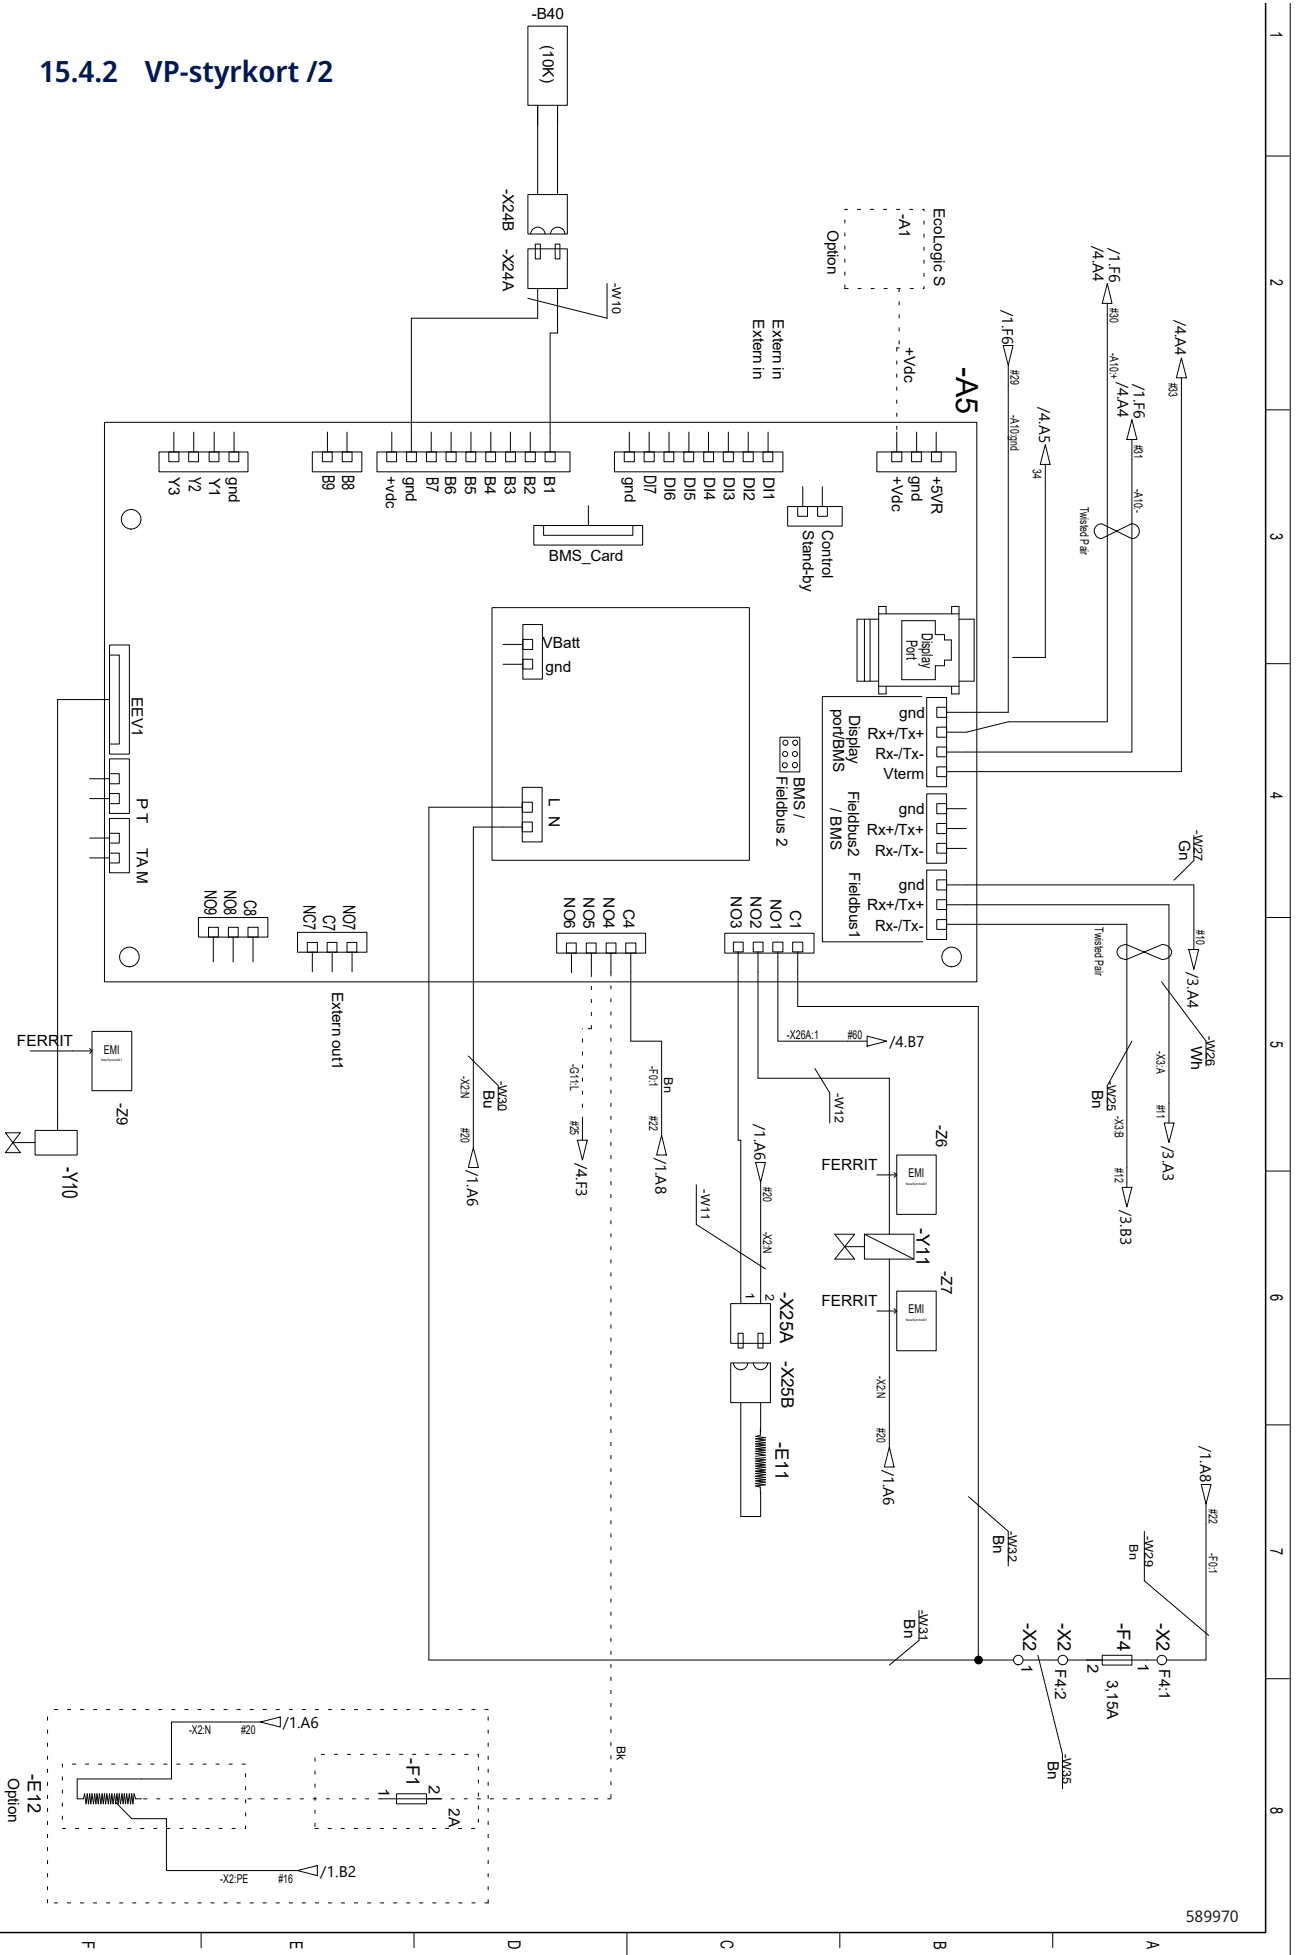 15.4.2 VP-styrkort /2
-B40
(10K)
-X24B
-X24A
-W10
EcoLogic S
-A1
Option
+Vdc
Extern in
Extern in
-A5
/1.F6
#29
-A10:gnd
/4.A5
34
/1.F6
/4.A4
#30
-A10:+
/1.F6
/4.A4
#31
-A10:-
/4.A4
#33
Twisted Pair
Y3
Y2
Y1
gnd
B9
B8
+vdc
gnd
B7
B6
B5
B4
B3
B2
B1
gnd
DI7
DI6
DI5
DI4
DI3
DI2
DI1
+Vdc
gnd
+5VR
BMS_Card
Control
Stand-by
Display
Port
VBatt
gnd
L
N
BMS /
Fieldbus 2
Display
port/BMS
gnd
Rx+/Tx+
Rx-/Tx-
Vterm
Fieldbus2
/ BMS
gnd
Rx+/Tx+
Rx-/Tx-
Fieldbus1
gnd
Rx+/Tx+
Rx-/Tx-
EEV1
PT
TAM
NO9
NO8
C8
NC7
C7
NO7
Extern out1
NO6
NO5
NO4
C4
NO3
NO2
NO1
C1
-W27
Gn
#10
/3.A4
Twisted Pair
-W26
Wh
-X3:A
#11
/3.A3
-W25
Bn
-X3:B
#12
/3.B3
-X26A:1
#60
/4.B7
-W12
FERRIT
EMI
-Z9
-Y10
-W30
Bu
-X2:N
#20
/1.A6
-G11:L
#25
/4.F3
Bn
-F0:1
#22
/1.A8
/1.A6
#20
-X2:N
-W11
-X25A
1
2
-X25B
-E11
-Z6
FERRIT
EMI
-Y11
-Z7
FERRIT
EMI
-X2:N
#20
/1.A6
/1.A8
#22
-F0:1
-W29
Bn
-W32
Bn
-W31
Bn
-X2
1
-X2
F4:2
-F4
2
1
3,15A
-X2
F4:1
-W35
Bn
Bk
/1.A6
#20
-X2:N
-F1
1
2
2A
-E12
Option
-X2:PE
#16
/1.B2
1
2
3
4
5
6
7
8
F
E
D
C
B
A
589970